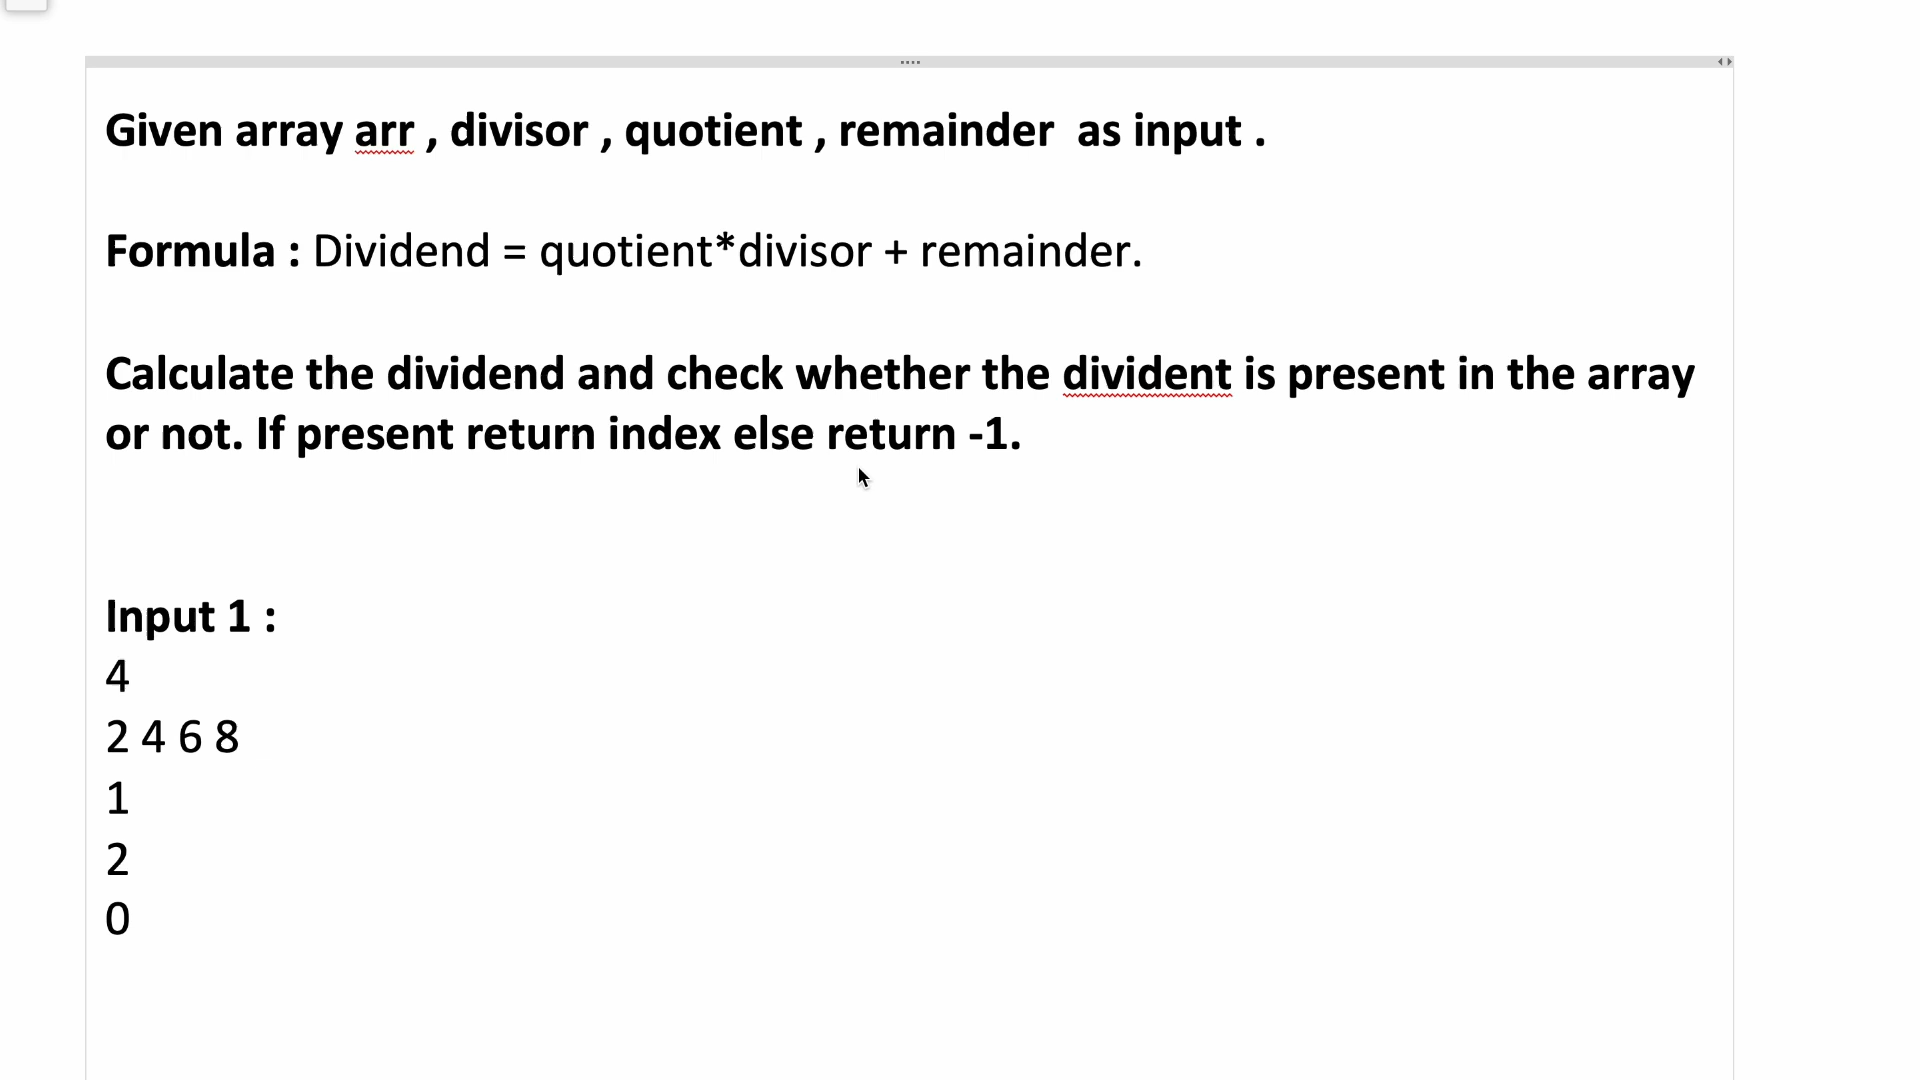 Given array arr , divisor , quotient , remainder  as input .
Formula : Dividend = quotient*divisor + remainder.
Calculate the dividend and check whether the divident is present in the array
or not. If present return index else return -1.
Input 1 :
4
2 4 6 8
1
2
0